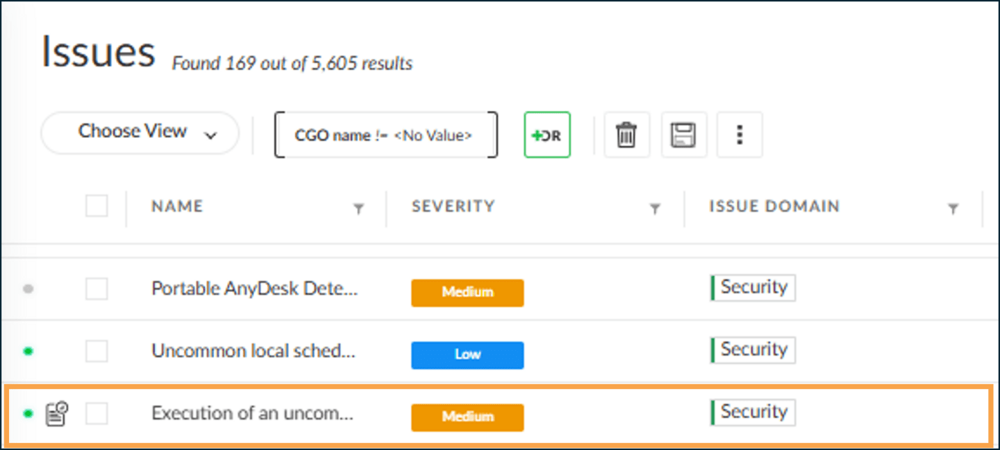 Issues Found 169 out of 5,605 results
Choose View CGO name != <No Value> +OR
NAME SEVERITY ISSUE DOMAIN
Portable AnyDesk Dete... Medium Security
Uncommon local sched... Low Security
Execution of an uncom... Medium Security